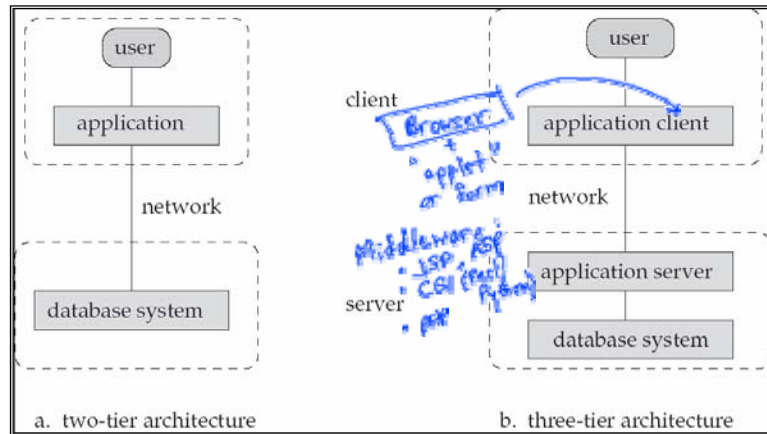 user
application
network
database system
a. two-tier architecture
client
Browser
+
applet
or form
Middleware:
JSP, ASP
CGI (Perl, Python)
server
user
application client
network
application server
database system
b. three-tier architecture